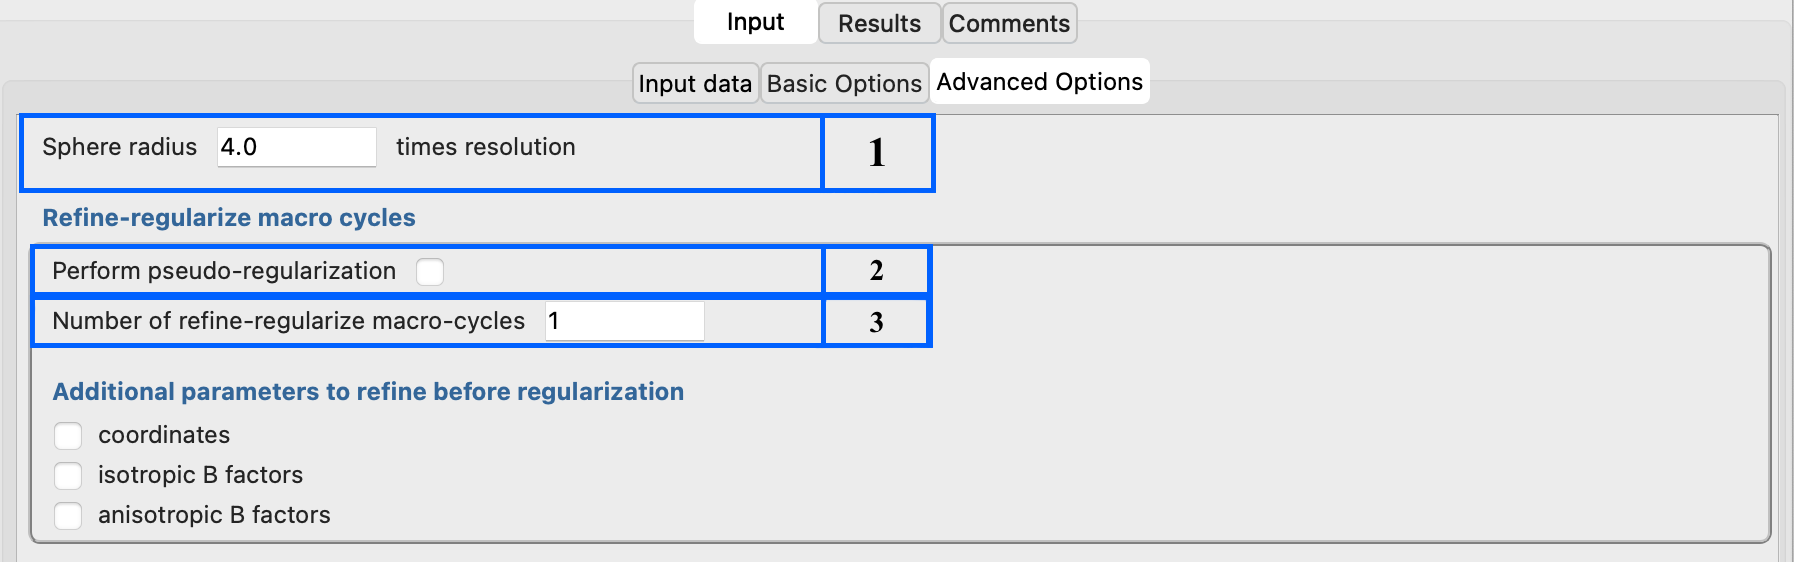 Input Results Comments
Input data Basic Options Advanced Options
Sphere radius 4.0 times resolution 1
Refine-regularize macro cycles
Perform pseudo-regularization 2
Number of refine-regularize macro-cycles 1 3
Additional parameters to refine before regularization
coordinates
isotropic B factors
anisotropic B factors